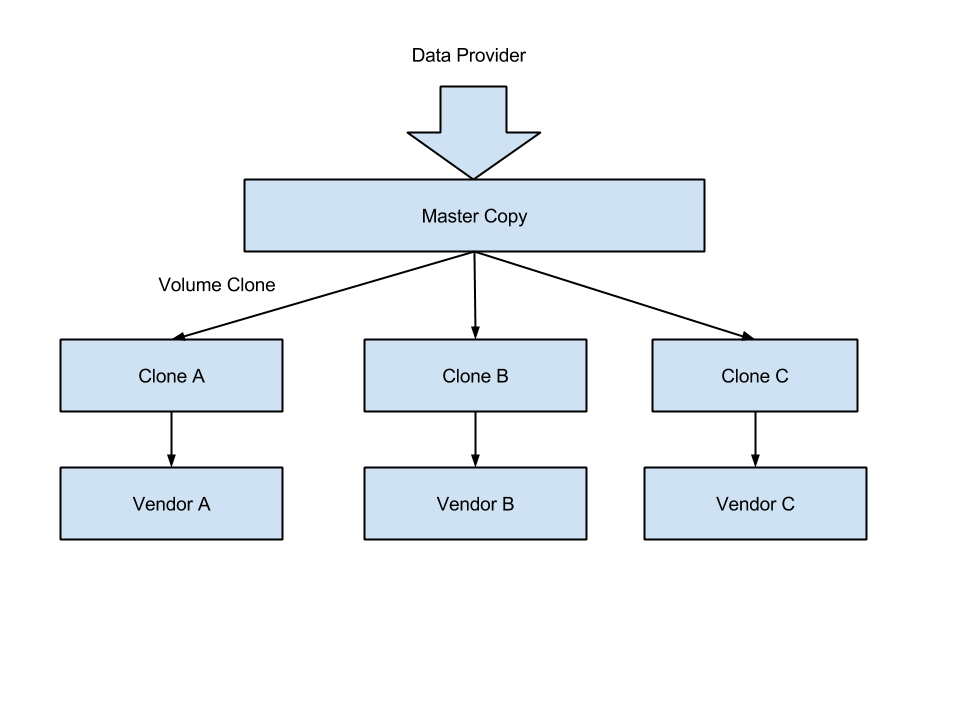 Data Provider
Master Copy
Volume Clone
Clone A
Clone B
Clone C
Vendor A
Vendor B
Vendor C